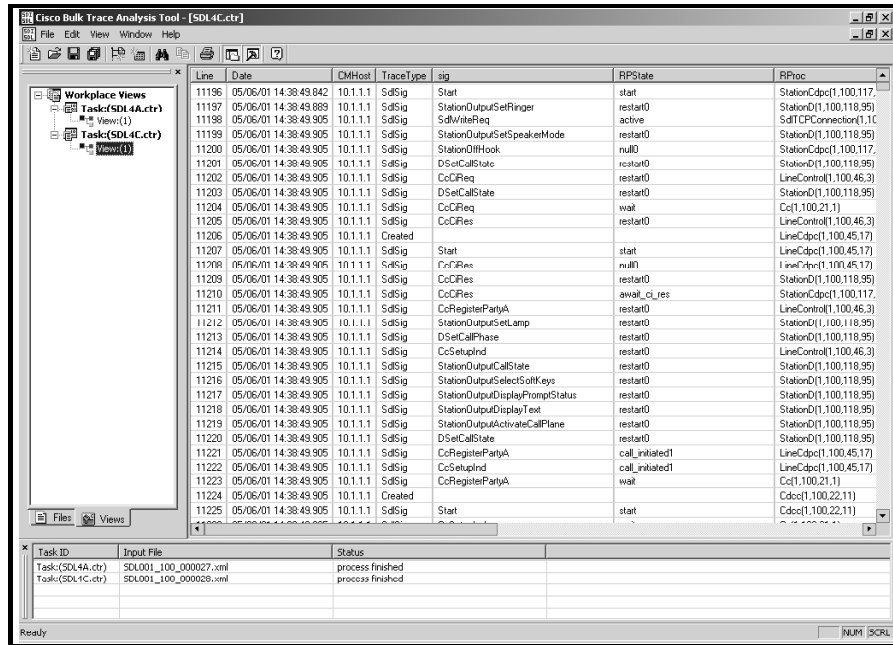 Cisco Bulk Trace Analysis Tool - [SDL4C.ctr]
File Edit View Window Help
Workplace Views
Task:(SDL4A.ctr)
View:(1)
Task:(SDL4C.ctr)
View:(1)
Files Views
Line Date CMHost TraceType sig RPState RProc
11196 05/06/01 14:38:49.842 10.1.1.1 SdlSig Start start StationCdpc(1,100,117,
11197 05/06/01 14:38:49.889 10.1.1.1 SdlSig StationOutputSetRinger restart0 StationD(1,100,118,95)
11198 05/06/01 14:38:49.905 10.1.1.1 SdlSig SdlWriteReq active SdlTCPConnection(1,10
11199 05/06/01 14:38:49.905 10.1.1.1 SdlSig StationOutputSetSpeakerMode restart0 StationD(1,100,118,95)
11200 05/06/01 14:38:49.905 10.1.1.1 SdlSig StationOffHook null0 StationCdpc(1,100,117,
11201 05/06/01 14:38:49.905 10.1.1.1 SdlSig DSetCallState restart0 StationD(1,100,118,95)
11202 05/06/01 14:38:49.905 10.1.1.1 SdlSig CcCiReq restart0 LineControl(1,100,46,3)
11203 05/06/01 14:38:49.905 10.1.1.1 SdlSig DSetCallState restart0 StationD(1,100,118,95)
11204 05/06/01 14:38:49.905 10.1.1.1 SdlSig CcCiReq wait Cc(1,100,21,1)
11205 05/06/01 14:38:49.905 10.1.1.1 SdlSig CcCiRes restart0 LineControl(1,100,46,3)
11206 05/06/01 14:38:49.905 10.1.1.1 Created LineCdpc(1,100,45,17)
11207 05/06/01 14:38:49.905 10.1.1.1 SdlSig Start start LineCdpc(1,100,45,17)
11208 05/06/01 14:38:49.905 10.1.1.1 SdlSig CcCiRes null0 LineCdpc(1,100,45,17)
11209 05/06/01 14:38:49.905 10.1.1.1 SdlSig CcCiRes restart0 StationD(1,100,118,95)
11210 05/06/01 14:38:49.905 10.1.1.1 SdlSig CcCiRes await_ci_res StationCdpc(1,100,117,
11211 05/06/01 14:38:49.905 10.1.1.1 SdlSig CcRegisterPartyA restart0 LineControl(1,100,46,3)
11212 05/06/01 14:38:49.905 10.1.1.1 SdlSig StationOutputSetLamp restart0 StationD(1,100,118,95)
11213 05/06/01 14:38:49.905 10.1.1.1 SdlSig DSetCallPhase restart0 StationD(1,100,118,95)
11214 05/06/01 14:38:49.905 10.1.1.1 SdlSig CcSetupInd restart0 LineControl(1,100,46,3)
11215 05/06/01 14:38:49.905 10.1.1.1 SdlSig StationOutputCallState restart0 StationD(1,100,118,95)
11216 05/06/01 14:38:49.905 10.1.1.1 SdlSig StationOutputSelectSoftKeys restart0 StationD(1,100,118,95)
11217 05/06/01 14:38:49.905 10.1.1.1 SdlSig StationOutputDisplayPromptStatus restart0 StationD(1,100,118,95)
11218 05/06/01 14:38:49.905 10.1.1.1 SdlSig StationOutputDisplayText restart0 StationD(1,100,118,95)
11219 05/06/01 14:38:49.905 10.1.1.1 SdlSig StationOutputActivateCallPlane restart0 StationD(1,100,118,95)
11220 05/06/01 14:38:49.905 10.1.1.1 SdlSig DSetCallState restart0 StationD(1,100,118,95)
11221 05/06/01 14:38:49.905 10.1.1.1 SdlSig CcRegisterPartyA call_initiated1 LineCdpc(1,100,45,17)
11222 05/06/01 14:38:49.905 10.1.1.1 SdlSig CcSetupInd call_initiated1 LineCdpc(1,100,45,17)
11223 05/06/01 14:38:49.905 10.1.1.1 SdlSig CcRegisterPartyA wait Cc(1,100,21,1)
11224 05/06/01 14:38:49.905 10.1.1.1 Created Cdcc(1,100,22,11)
11225 05/06/01 14:38:49.905 10.1.1.1 SdlSig Start start Cdcc(1,100,22,11)
Task ID Input File Status
Task:(SDL4A.ctr) SDL001_100_000027.xml process finished
Task:(SDL4C.ctr) SDL001_100_000028.xml process finished
Ready NUM SCRL